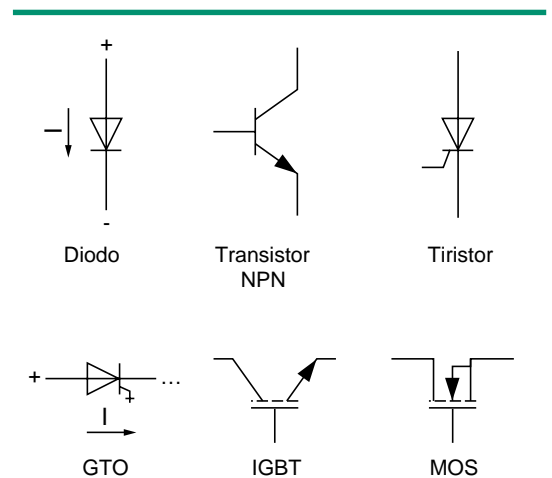 +
I
-
Diodo
Transistor
NPN
Tiristor
+
...
+
I
GTO
IGBT
MOS